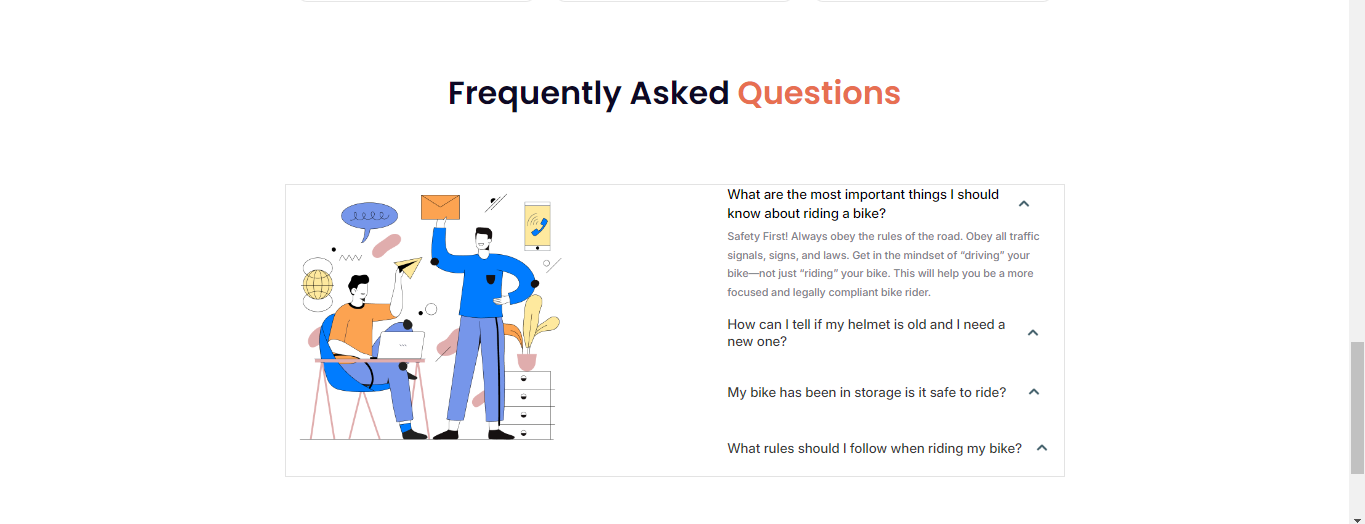 Frequently Asked Questions
What are the most important things I should
know about riding a bike?
Safety First! Always obey the rules of the road. Obey all traffic
signals, signs, and laws. Get in the mindset of “driving” your
bike—not just “riding” your bike. This will help you be a more
focused and legally compliant bike rider.
How can I tell if my helmet is old and I need a
new one?
My bike has been in storage is it safe to ride?
What rules should I follow when riding my bike?